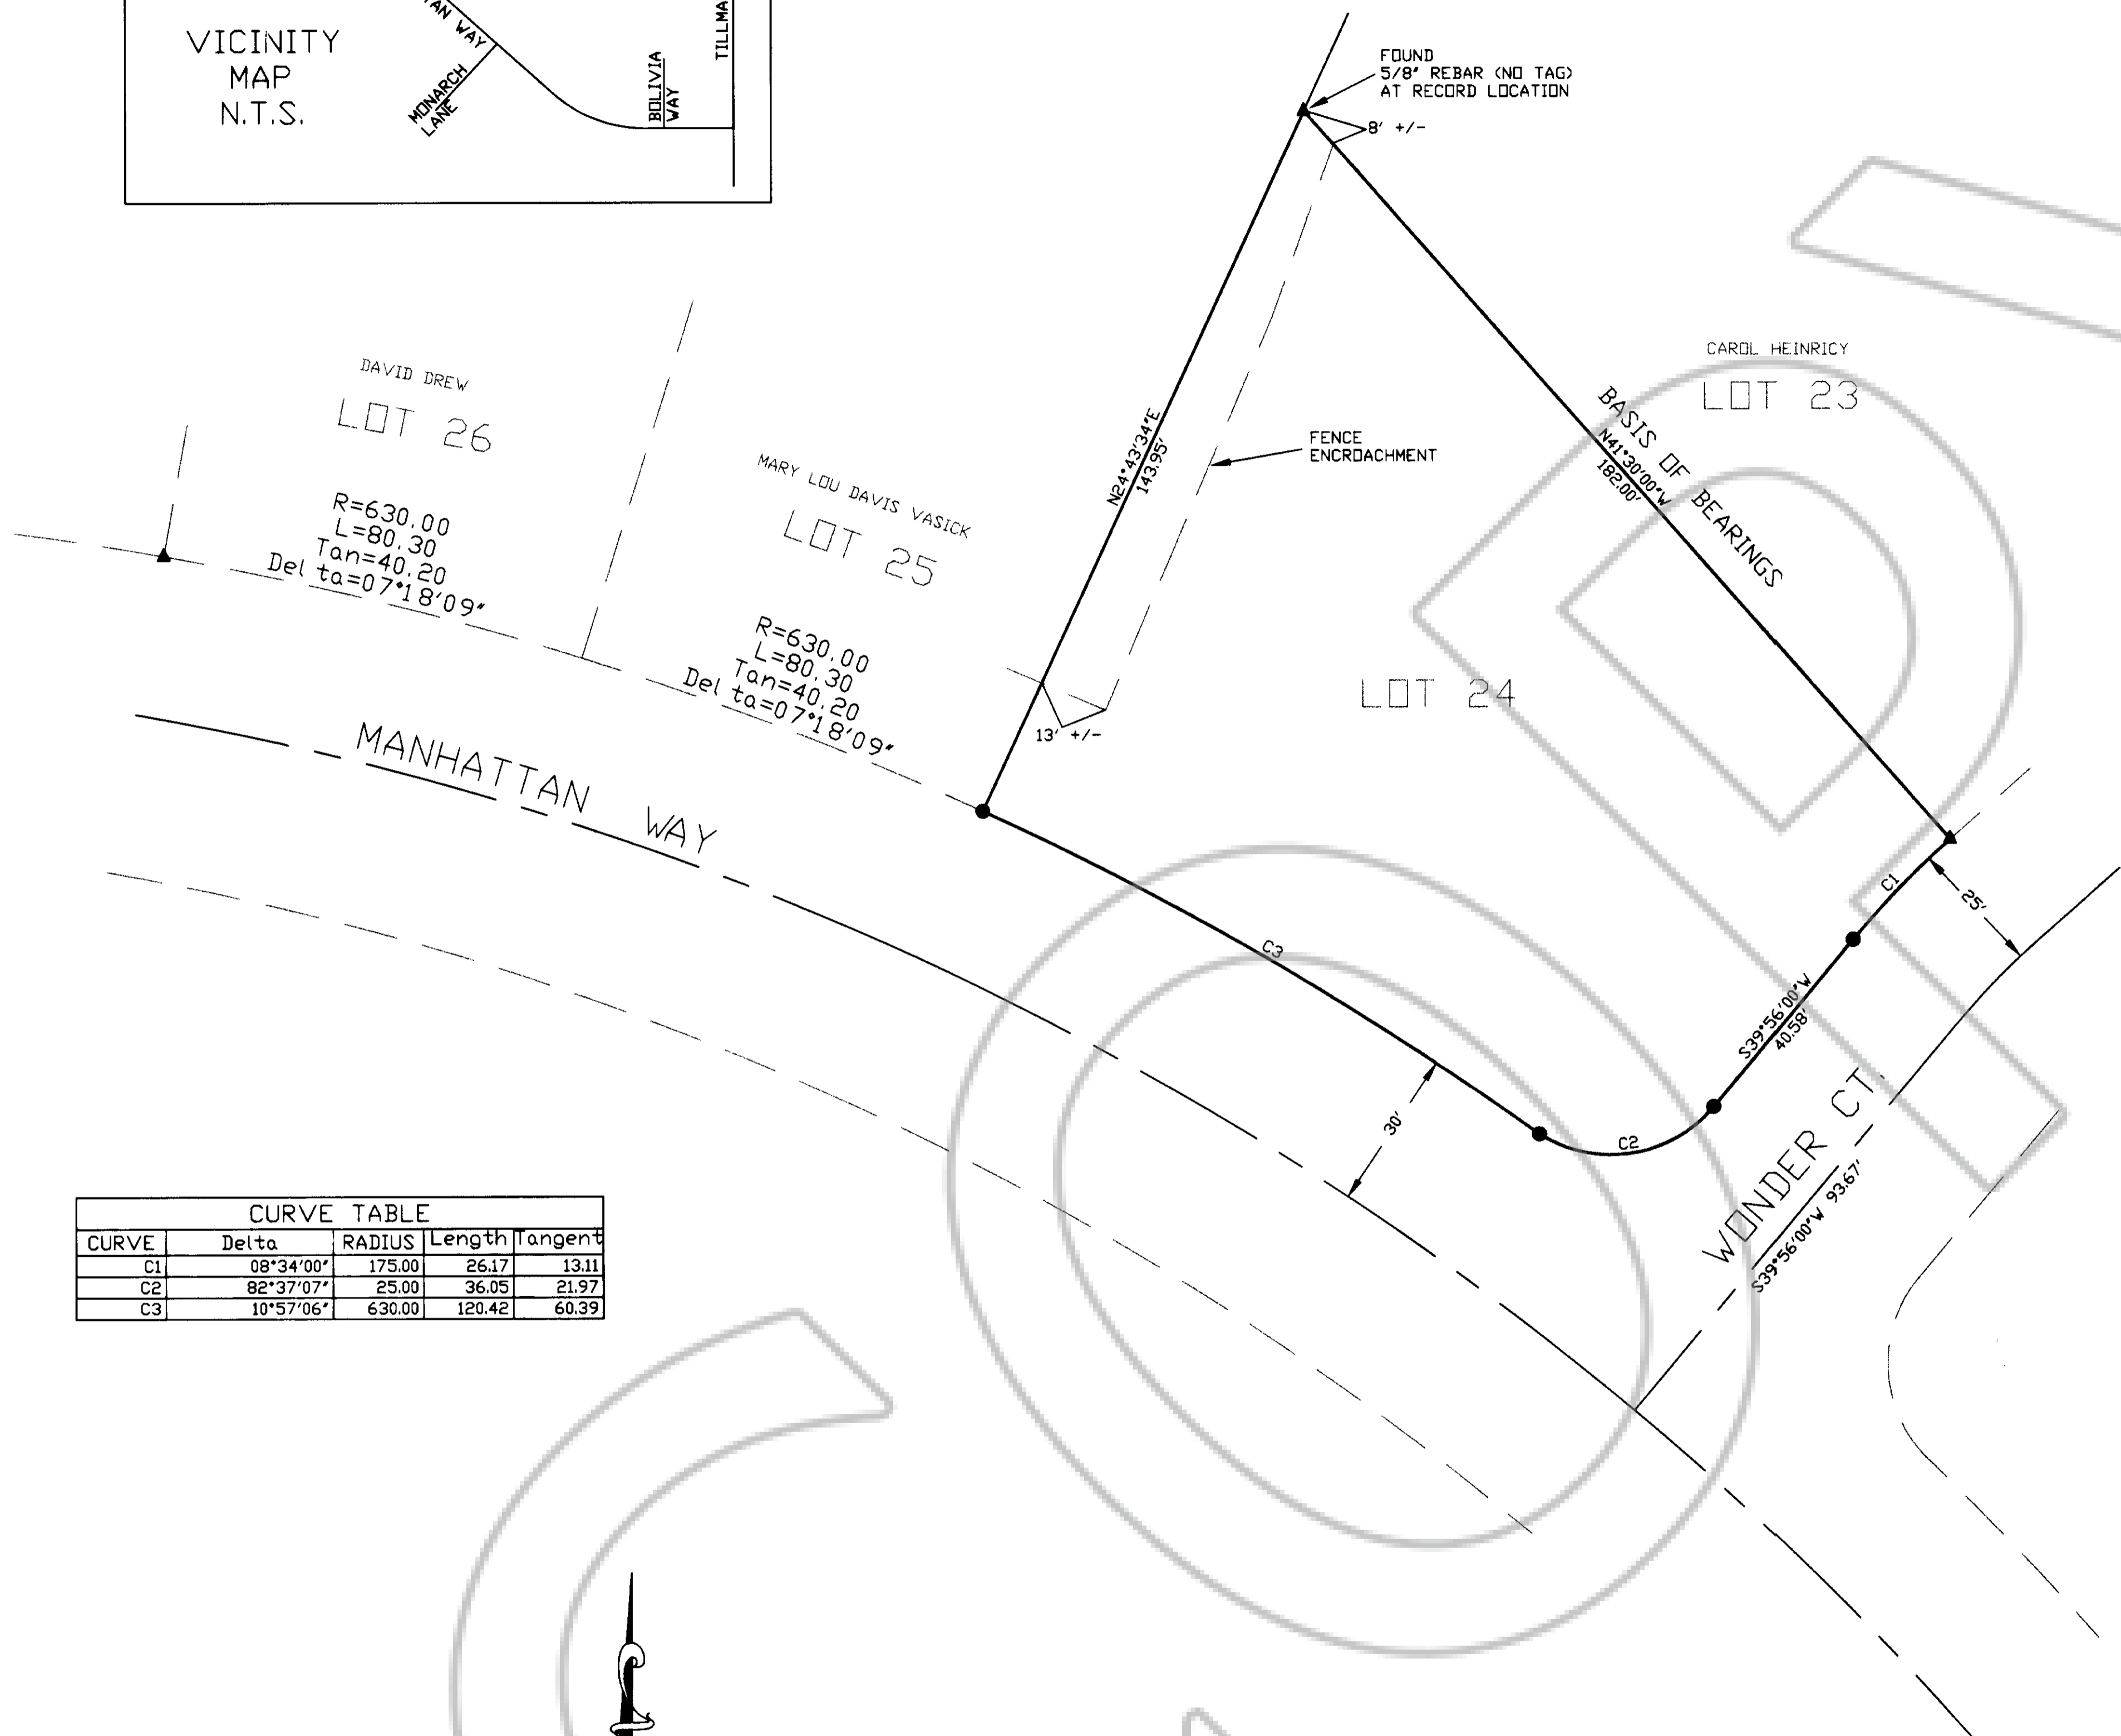 VICINITY
MAP
N.T.S.
AN WAY
MONARCH
LANE
BOLIVIA
WAY
TILLMA
FOUND
5/8" REBAR (NO TAG)
AT RECORD LOCATION
8' +/-
DAVID DREW
LOT 26
R=630.00
L=80.30
Tan=40.20
Delta=07°18'09"
MARY LOU DAVIS VASICK
LOT 25
R=630.00
L=80.30
Tan=40.20
Delta=07°18'09"
N24°43'34"E
143.95'
FENCE
ENCROACHMENT
CAROL HEINRICY
LOT 23
BASIS OF BEARINGS
N41°30'00"W
182.00'
LOT 24
13' +/-
MANHATTAN WAY
C1
25'
C3
S39°56'00"W
40.58'
30'
C2
WONDER CT.
S39°56'00"W 93.67'
CURVE TABLE
CURVE Delta RADIUS Length Tangent
C1 08°34'00" 175.00 26.17 13.11
C2 82°37'07" 25.00 36.05 21.97
C3 10°57'06" 630.00 120.42 60.39